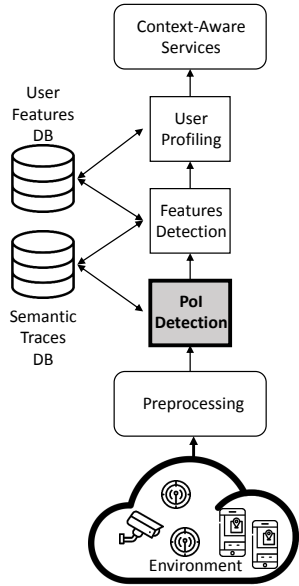 Context-Aware
Services
User
Features
DB
User
Profiling
Features
Detection
Semantic
Traces
DB
PoI
Detection
Preprocessing
Environment